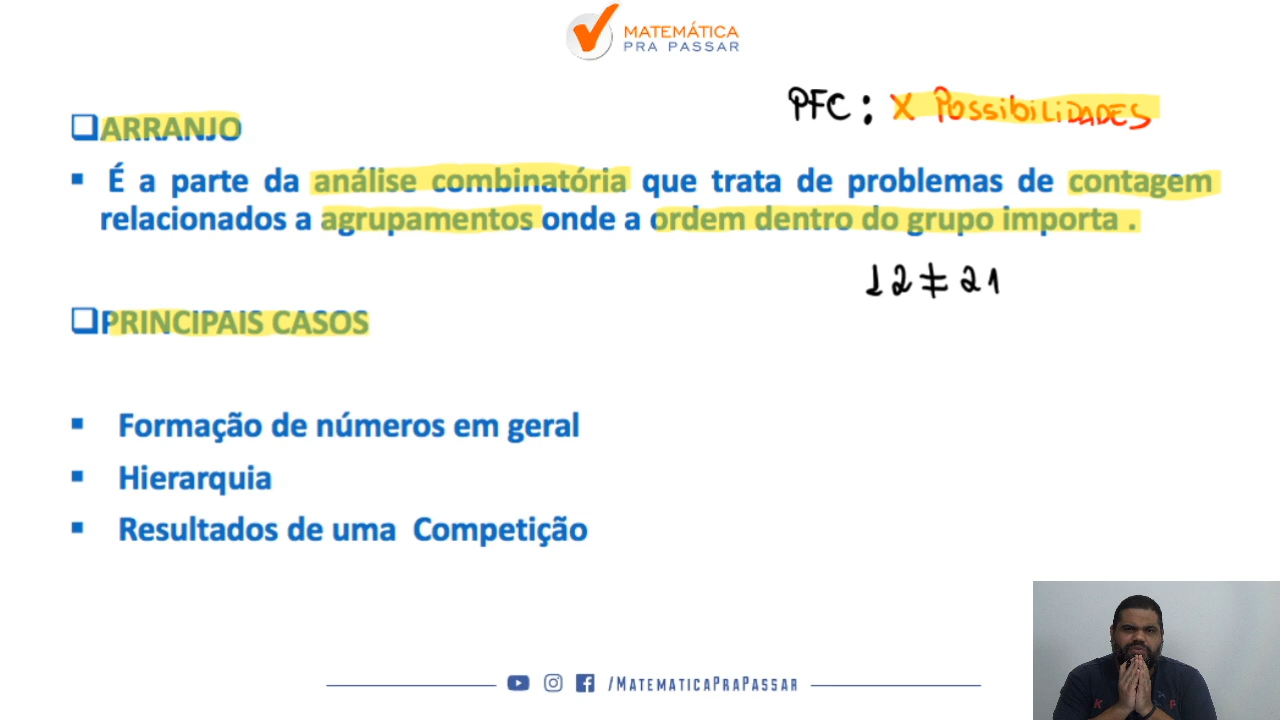 MATEMÁTICA
PRA PASSAR
PFC: X POSSIBILIDADES
ARRANJO
É a parte da análise combinatória que trata de problemas de contagem
relacionados a agrupamentos onde a ordem dentro do grupo importa .
12 ≠ 21
PRINCIPAIS CASOS
Formação de números em geral
Hierarquia
Resultados de uma Competição
/MATEMATICAPRAPASSAR